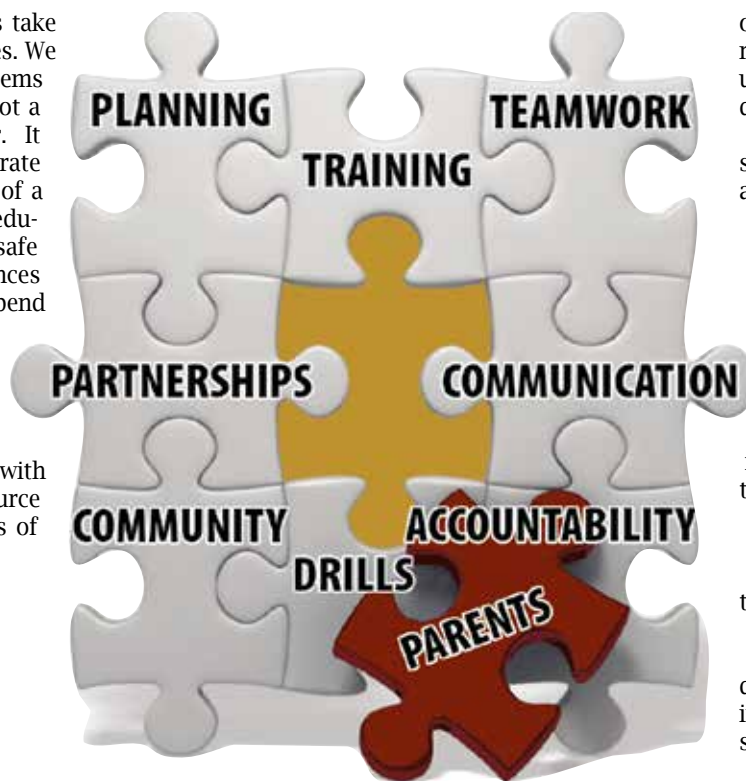 s take
es. We
ems
ot a
. It
rate
of a
edu-
safe
nces
pend
with
urce
s of
PLANNING
TEAMWORK
TRAINING
PARTNERSHIPS
COMMUNICATION
COMMUNITY
ACCOUNTABILITY
DRILLS
PARENTS